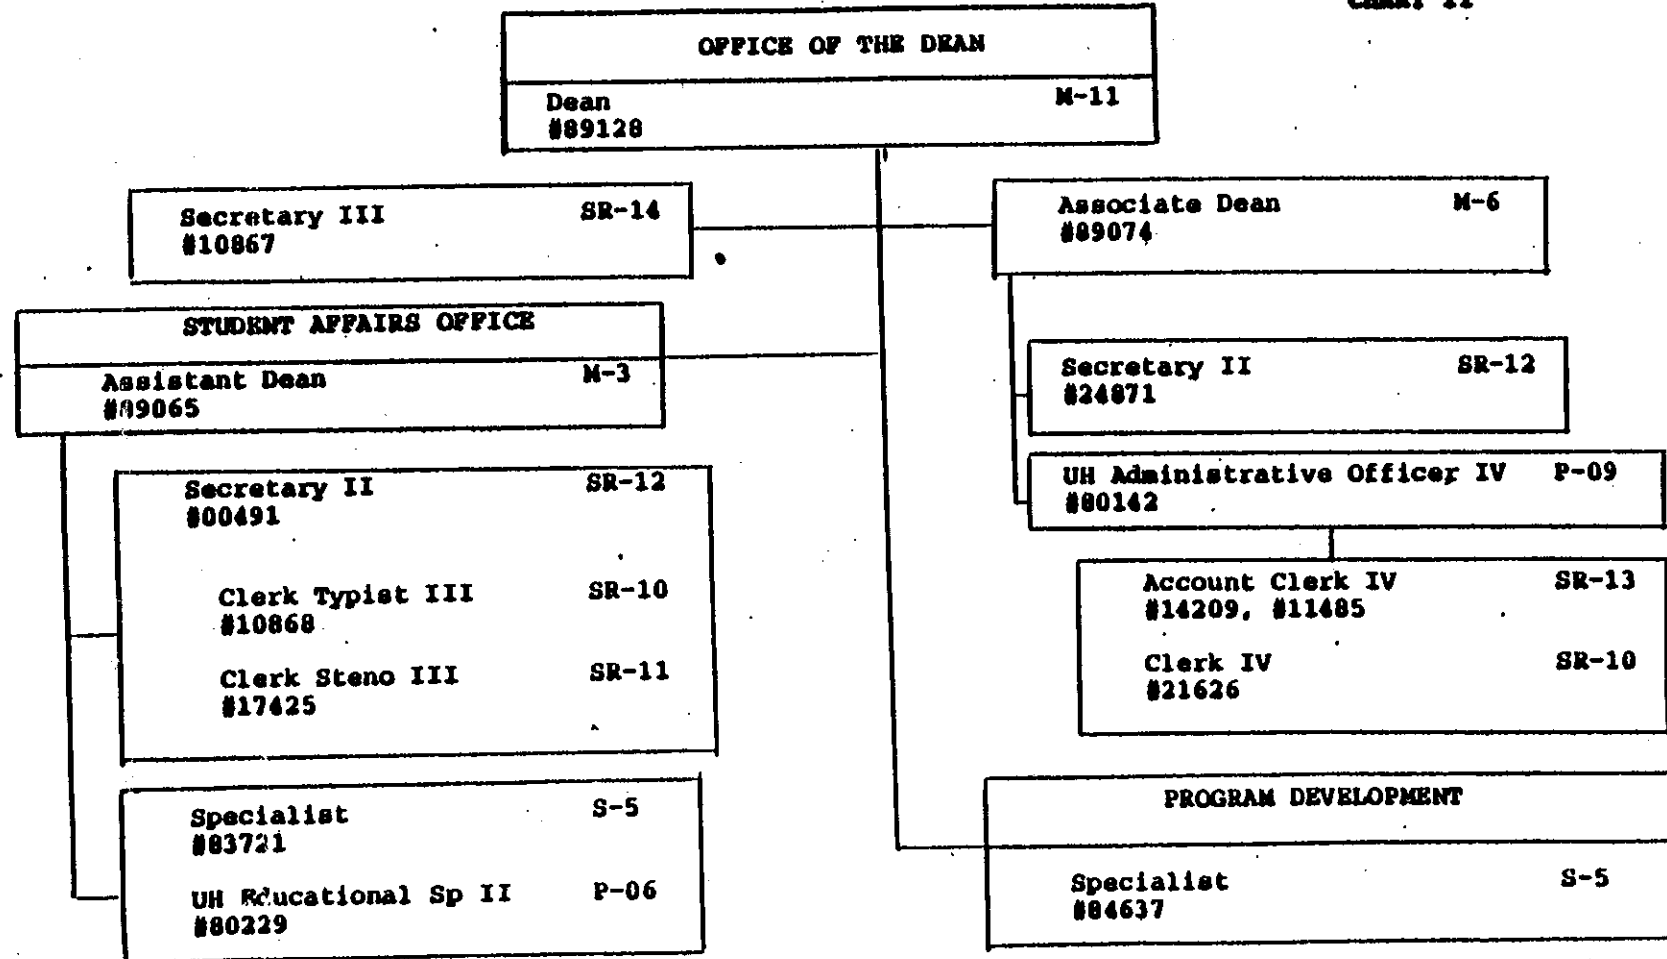 CHART II
OFFICE OF THE DEAN
Dean M-11
#89128
Secretary III SR-14
#10867
Associate Dean M-6
#89074
STUDENT AFFAIRS OFFICE
Assistant Dean M-3
#89065
Secretary II SR-12
#24871
UH Administrative Officer IV P-09
#80142
Secretary II SR-12
#00491
Clerk Typist III SR-10
#10868
Clerk Steno III SR-11
#17425
Account Clerk IV SR-13
#14209, #11485
Clerk IV SR-10
#21626
Specialist S-5
#83721
UH Educational Sp II P-06
#80229
PROGRAM DEVELOPMENT
Specialist S-5
#84637